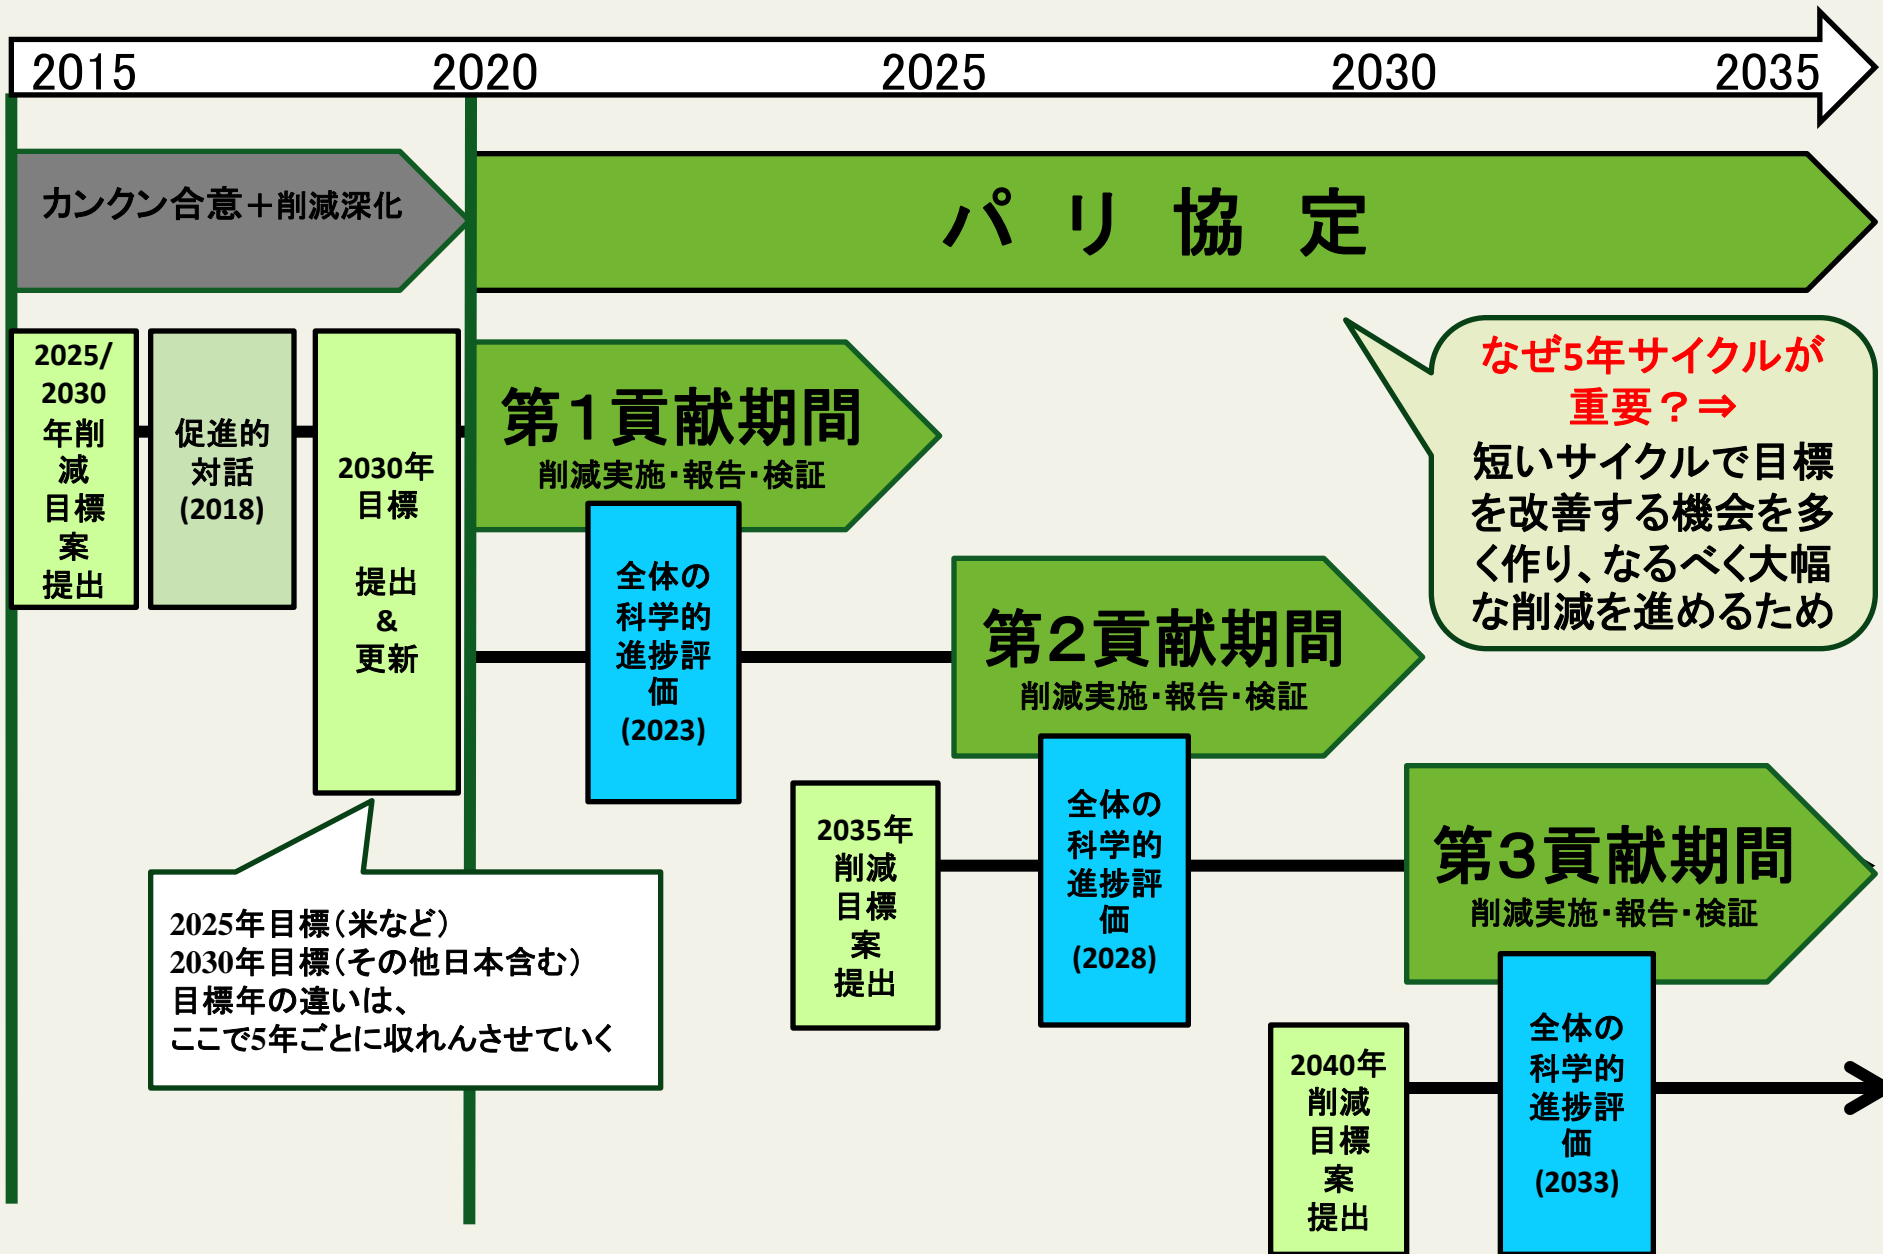 2015
2020
2025
2030
2035
カンクン合意＋削減深化
パリ協定
2025/
2030
年削
減
目標
案
提出
促進的
対話
(2018)
2030年
目標
提出
&
更新
第１貢献期間
削減実施・報告・検証
なぜ5年サイクルが
重要？⇒
短いサイクルで目標
を改善する機会を多
く作り、なるべく大幅
な削減を進めるため
全体の
科学的
進捗評
価
(2023)
第２貢献期間
削減実施・報告・検証
2035年
削減
目標
案
提出
全体の
科学的
進捗評
価
(2028)
第３貢献期間
削減実施・報告・検証
2025年目標（米など）
2030年目標（その他日本含む）
目標年の違いは、
ここで5年ごとに収れんさせていく
2040年
削減
目標
案
提出
全体の
科学的
進捗評
価
(2033)